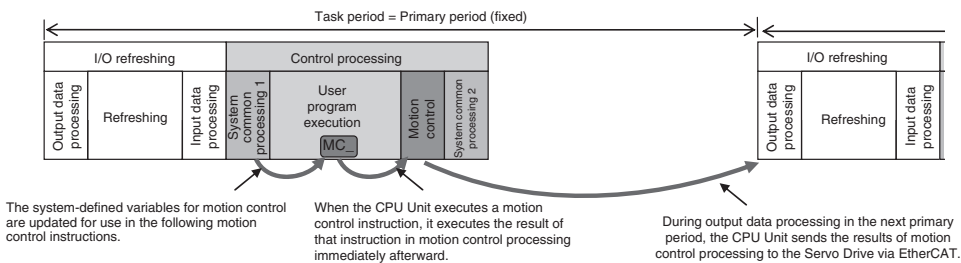 Task period = Primary period (fixed)
I/O refreshing
Control processing
I/O refreshing
Output data
processing
Refreshing
Input data
processing
System
common
processing 1
User
program
execution
MC_
Motion
control
System common
processing 2
Output data
processing
Refreshing
Input data
processing
The system-defined variables for motion control
are updated for use in the following motion
control instructions.
When the CPU Unit executes a motion
control instruction, it executes the result of
that instruction in motion control processing
immediately afterward.
During output data processing in the next primary
period, the CPU Unit sends the results of motion
control processing to the Servo Drive via EtherCAT.